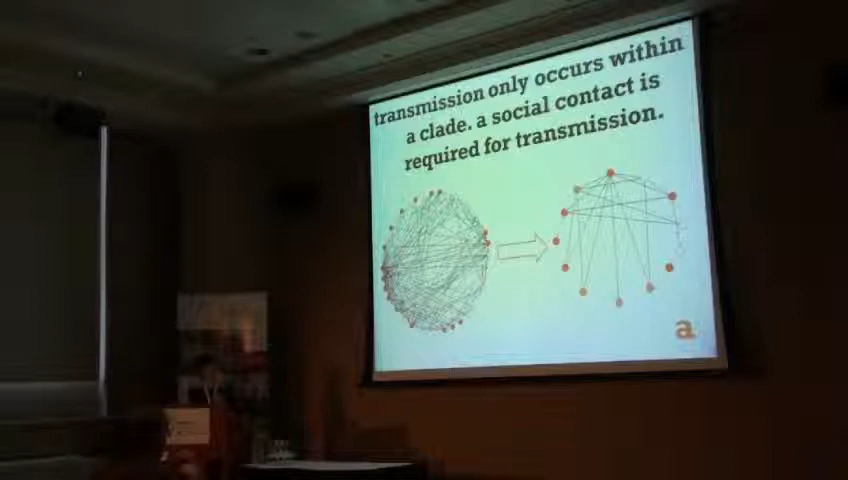 transmission only occurs within
a clade. a social contact is
required for transmission.
a